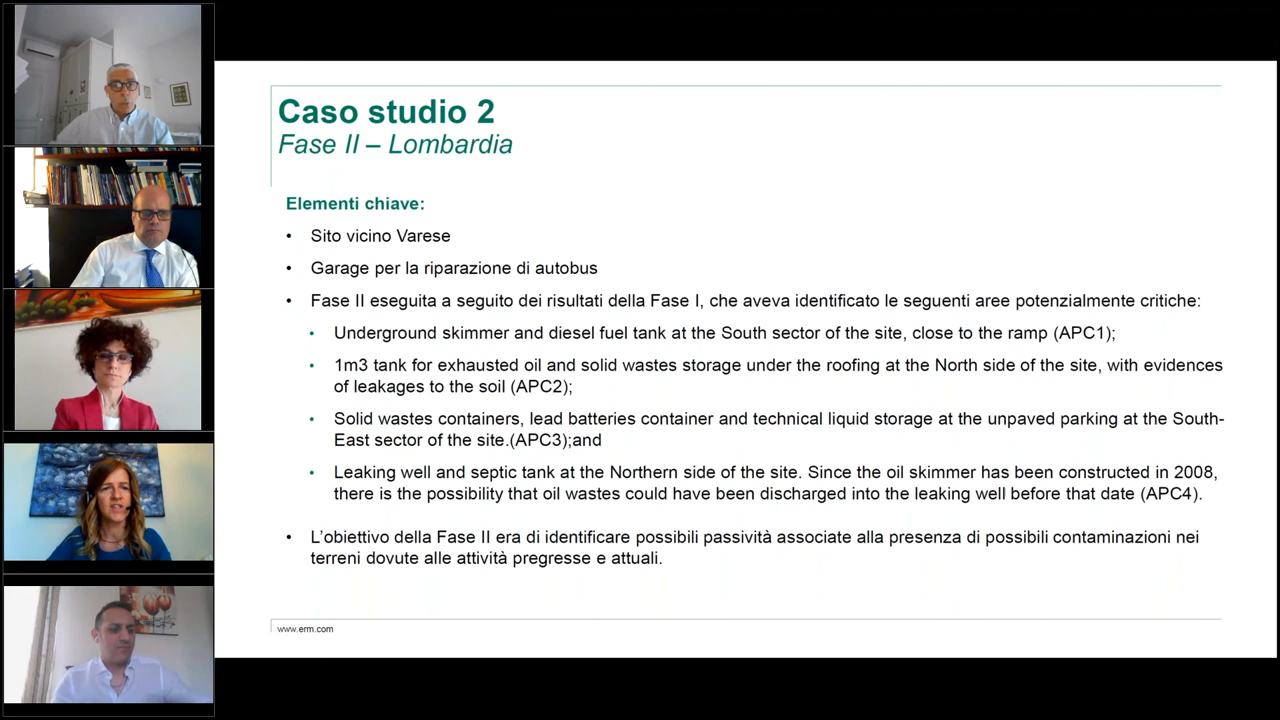 Caso studio 2
Fase II – Lombardia
Elementi chiave:
• Sito vicino Varese
• Garage per la riparazione di autobus
• Fase II eseguita a seguito dei risultati della Fase I, che aveva identificato le seguenti aree potenzialmente critiche:
• Underground skimmer and diesel fuel tank at the South sector of the site, close to the ramp (APC1);
• 1m3 tank for exhausted oil and solid wastes storage under the roofing at the North side of the site, with evidences
of leakages to the soil (APC2);
• Solid wastes containers, lead batteries container and technical liquid storage at the unpaved parking at the South-
East sector of the site.(APC3);and
• Leaking well and septic tank at the Northern side of the site. Since the oil skimmer has been constructed in 2008,
there is the possibility that oil wastes could have been discharged into the leaking well before that date (APC4).
• L’obiettivo della Fase II era di identificare possibili passività associate alla presenza di possibili contaminazioni nei
terreni dovute alle attività pregresse e attuali.
www.erm.com